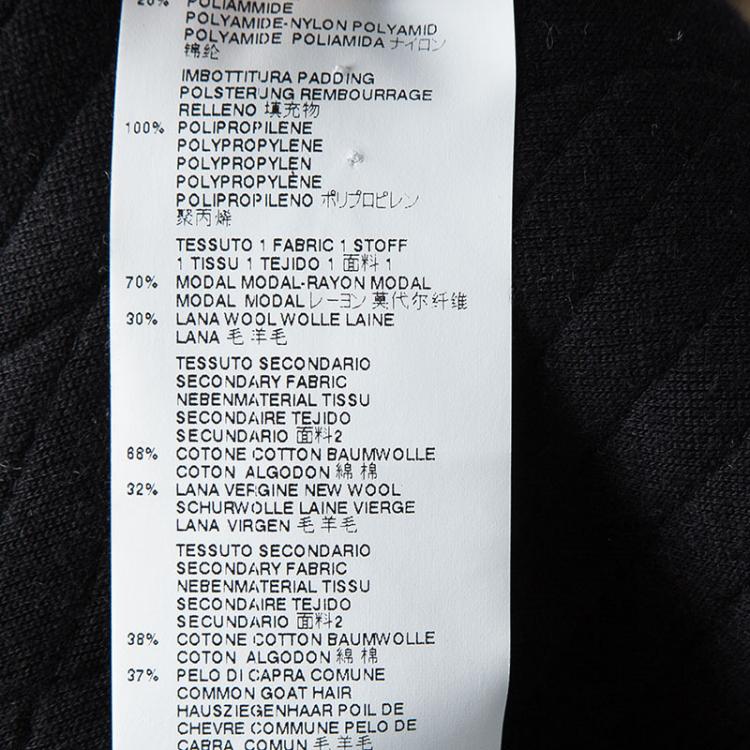 20% POLIAMMIDE
POLYAMIDE-NYLON POLYAMID
POLYAMIDE POLIAMIDA ナイロン
锦纶
IMBOTTITURA PADDING
POLSTERUNG REMBOURRAGE
RELLENO 填充物
100% POLIPROPILENE
POLYPROPYLENE
POLYPROPYLEN
POLYPROPYLÈNE
POLIPROPILENO ポリプロピレン
聚丙烯
TESSUTO 1 FABRIC 1 STOFF
1 TISSU 1 TEJIDO 1 面料 1
70% MODAL MODAL-RAYON MODAL
MODAL MODAL レーヨン 莫代尔纤维
30% LANA WOOL WOLLE LAINE
LANA 毛 羊毛
TESSUTO SECONDARIO
SECONDARY FABRIC
NEBENMATERIAL TISSU
SECONDAIRE TEJIDO
SECUNDARIO 面料2
68% COTONE COTTON BAUMWOLLE
COTON ALGODON 綿 棉
32% LANA VERGINE NEW WOOL
SCHURWOLLE LAINE VIERGE
LANA VIRGEN 毛 羊毛
TESSUTO SECONDARIO
SECONDARY FABRIC
NEBENMATERIAL TISSU
SECONDAIRE TEJIDO
SECUNDARIO 面料2
38% COTONE COTTON BAUMWOLLE
COTON ALGODON 綿 棉
37% PELO DI CAPRA COMUNE
COMMON GOAT HAIR
HAUSZIEGENHAAR POIL DE
CHEVRE COMMUNE PELO DE
CABRA COMUN 毛 羊毛